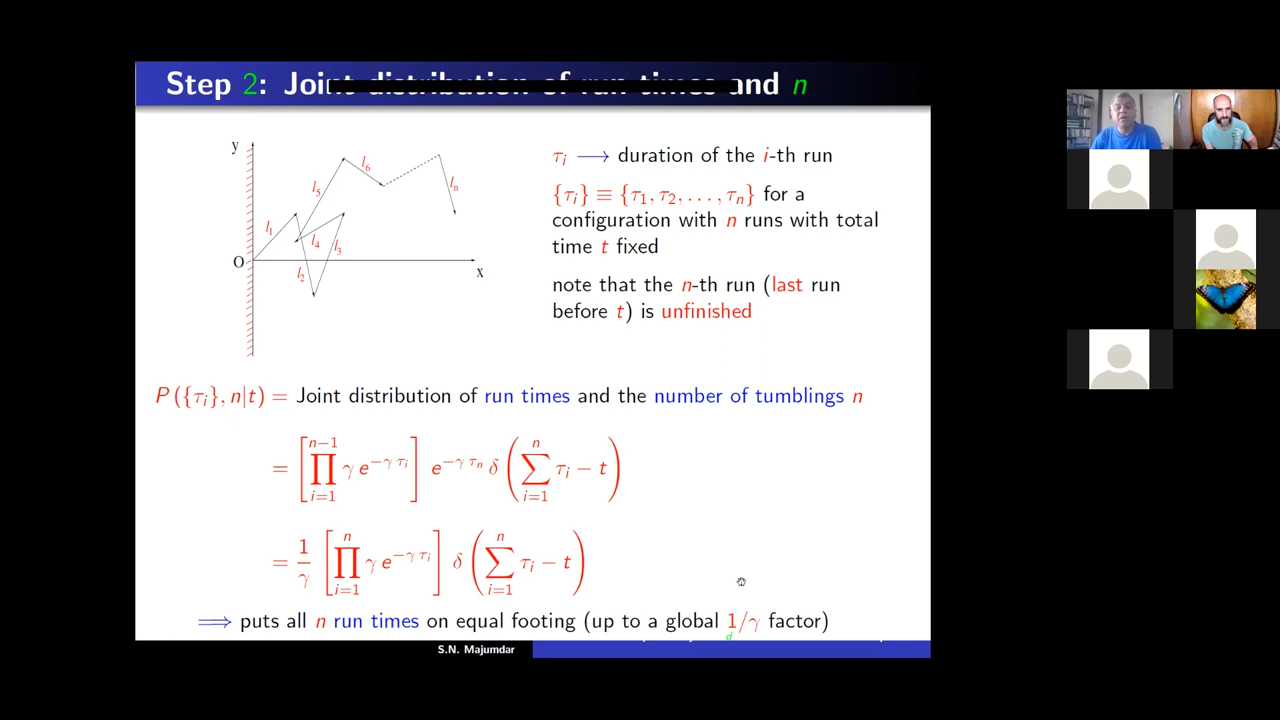 Step 2: Joint distribution of run times and n
y
l₁
l₂
l₃
l₄
l₅
l₆
lₙ
O
x
τᵢ ⟶ duration of the i-th run
{τᵢ} ≡ {τ₁, τ₂, . . . , τₙ} for a
configuration with n runs with total
time t fixed
note that the n-th run (last run
before t) is unfinished
P ({τᵢ}, n|t) = Joint distribution of run times and the number of tumblings n
= [∏_{i=1}^{n−1} γ e^{−γ τᵢ}] e^{−γ τₙ} δ (∑_{i=1}^{n} τᵢ − t)
= 1/γ [∏_{i=1}^{n} γ e^{−γ τᵢ}] δ (∑_{i=1}^{n} τᵢ − t)
⟹ puts all n run times on equal footing (up to a global 1/γ factor)
S.N. Majumdar